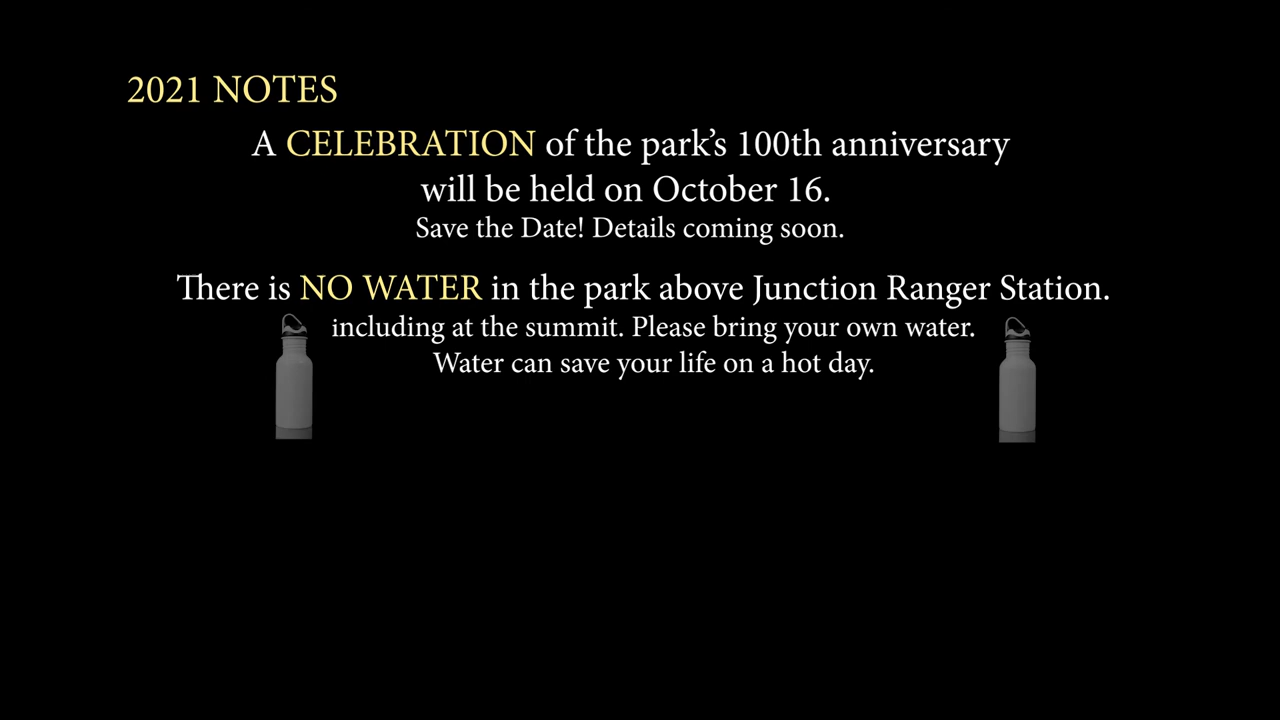 2021 NOTES
A CELEBRATION of the park’s 100th anniversary
will be held on October 16.
Save the Date! Details coming soon.
There is NO WATER in the park above Junction Ranger Station.
including at the summit. Please bring your own water.
Water can save your life on a hot day.